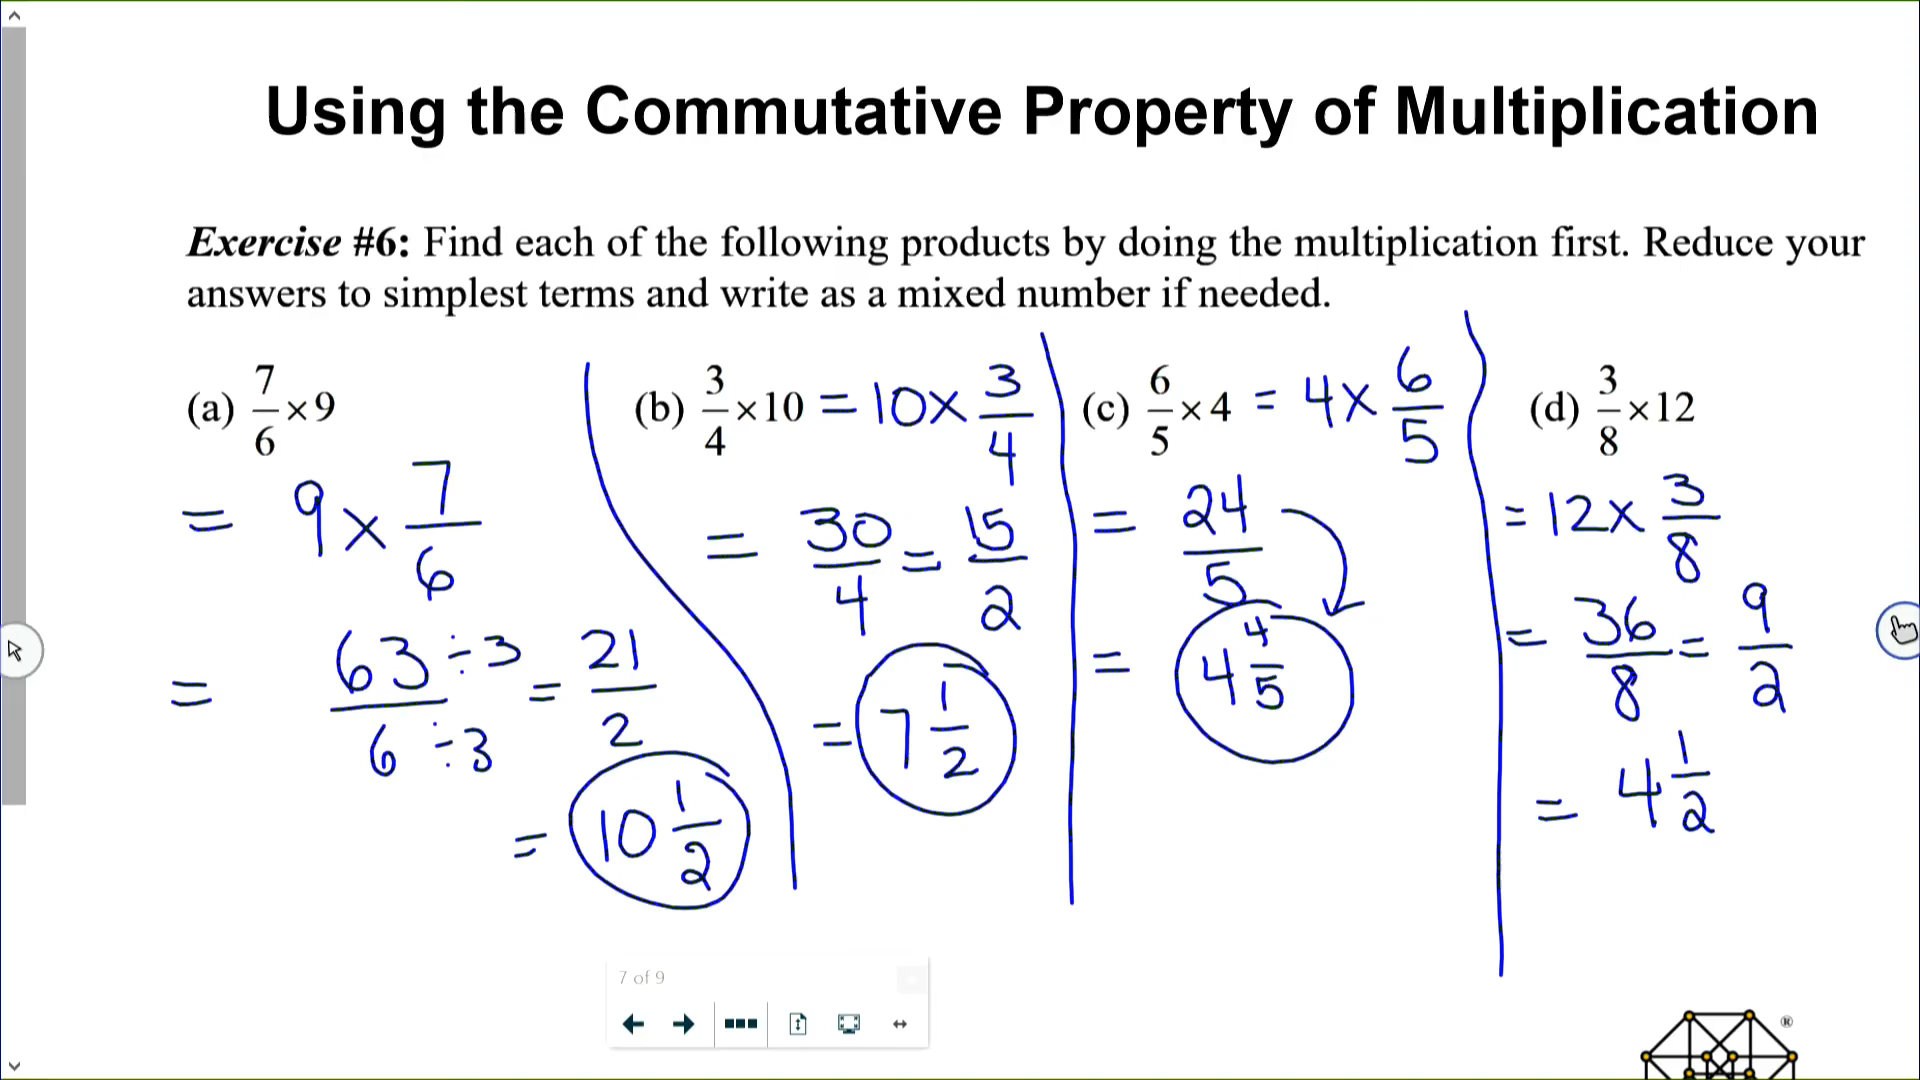 Using the Commutative Property of Multiplication
Exercise #6: Find each of the following products by doing the multiplication first. Reduce your
answers to simplest terms and write as a mixed number if needed.
(a) 7/6 × 9
= 9 × 7/6
= 63 ÷3 / 6 ÷3 = 21/2
= 10 1/2
(b) 3/4 × 10 = 10 × 3/4
= 30/4 = 15/2
= 7 1/2
(c) 6/5 × 4 = 4 × 6/5
= 24/5
= 4 4/5
(d) 3/8 × 12
= 12 × 3/8
= 36/8 = 9/2
= 4 1/2
7 of 9
®